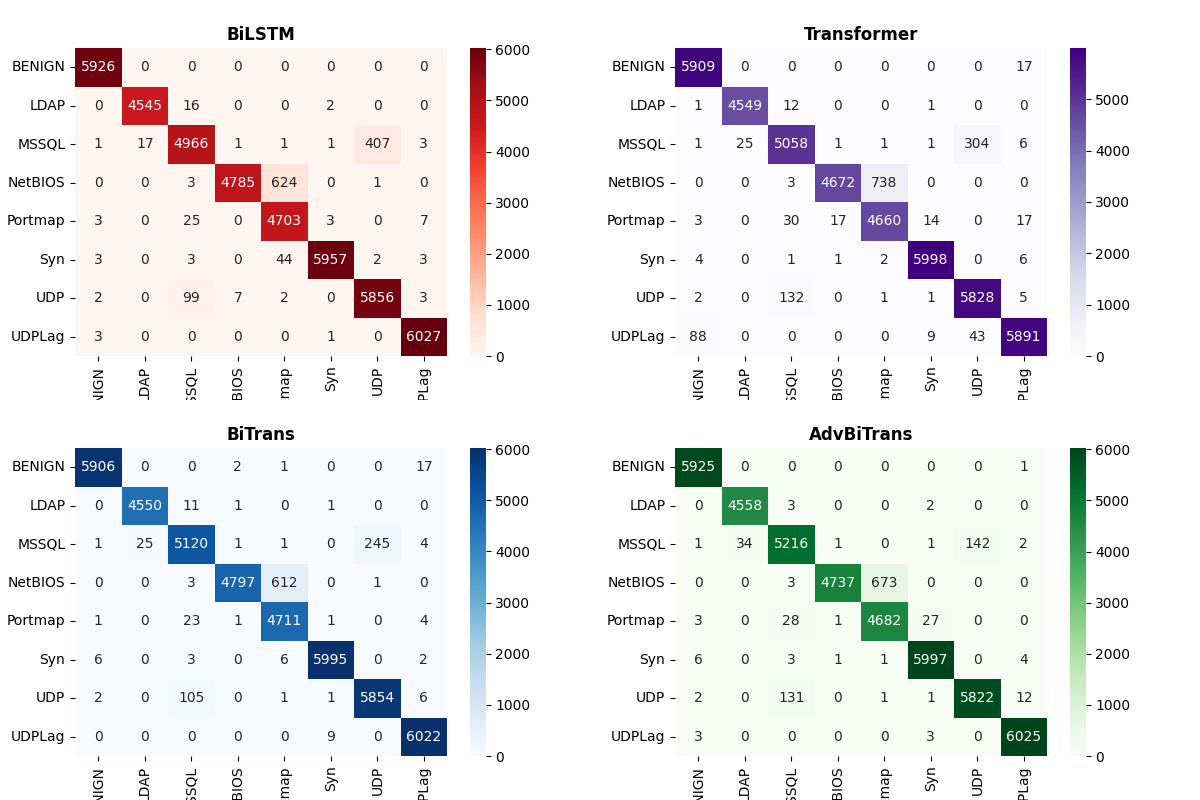 BiLSTM
BENIGN 5926 0 0 0 0 0 0 0
LDAP 0 4545 16 0 0 2 0 0
MSSQL 1 17 4966 1 1 1 407 3
NetBIOS 0 0 3 4785 624 0 1 0
Portmap 3 0 25 0 4703 3 0 7
Syn 3 0 3 0 44 5957 2 3
UDP 2 0 99 7 2 0 5856 3
UDPLag 3 0 0 0 0 1 0 6027
NIGN DAP SSQL BIOS map Syn UDP PLag
6000
5000
4000
3000
2000
1000
0
Transformer
BENIGN 5909 0 0 0 0 0 0 17
LDAP 1 4549 12 0 0 1 0 0
MSSQL 1 25 5058 1 1 1 304 6
NetBIOS 0 0 3 4672 738 0 0 0
Portmap 3 0 30 17 4660 14 0 17
Syn 4 0 1 1 2 5998 0 6
UDP 2 0 132 0 1 1 5828 5
UDPLag 88 0 0 0 0 9 43 5891
NIGN DAP SSQL BIOS map Syn UDP PLag
5000
4000
3000
2000
1000
0
BiTrans
BENIGN 5906 0 0 2 1 0 0 17
LDAP 0 4550 11 1 0 1 0 0
MSSQL 1 25 5120 1 1 0 245 4
NetBIOS 0 0 3 4797 612 0 1 0
Portmap 1 0 23 1 4711 1 0 4
Syn 6 0 3 0 6 5995 0 2
UDP 2 0 105 0 1 1 5854 6
UDPLag 0 0 0 0 0 9 0 6022
NIGN DAP SSQL BIOS map Syn UDP PLag
6000
5000
4000
3000
2000
1000
0
AdvBiTrans
BENIGN 5925 0 0 0 0 0 0 1
LDAP 0 4558 3 0 0 2 0 0
MSSQL 1 34 5216 1 0 1 142 2
NetBIOS 0 0 3 4737 673 0 0 0
Portmap 3 0 28 1 4682 27 0 0
Syn 6 0 3 1 1 5997 0 4
UDP 2 0 131 0 1 1 5822 12
UDPLag 3 0 0 0 0 3 0 6025
NIGN DAP SSQL BIOS map Syn UDP PLag
6000
5000
4000
3000
2000
1000
0